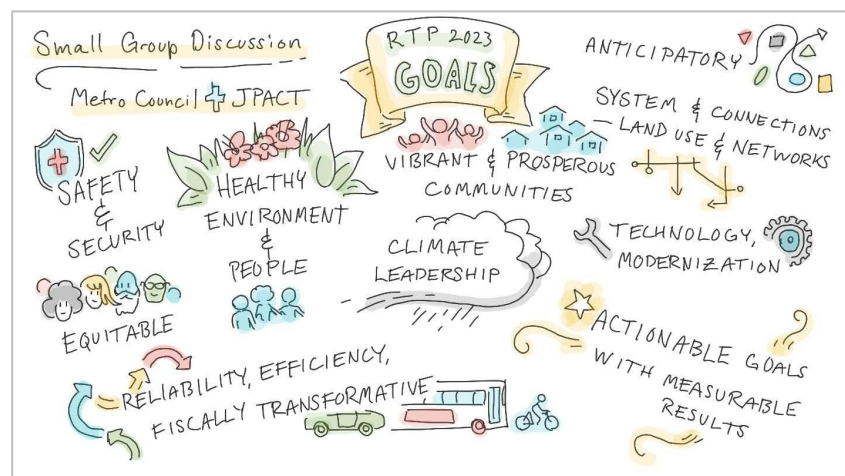 Small Group Discussion
Metro Council + JPACT
RTP 2023
GOALS
ANTICIPATORY
SYSTEM & CONNECTIONS
— LAND USE & NETWORKS
SAFETY
&
SECURITY
HEALTHY
ENVIRONMENT
&
PEOPLE
VIBRANT & PROSPEROUS
COMMUNITIES
CLIMATE
LEADERSHIP
TECHNOLOGY,
MODERNIZATION
EQUITABLE
ACTIONABLE GOALS
WITH MEASURABLE
RESULTS
RELIABILITY, EFFICIENCY,
FISCALLY TRANSFORMATIVE